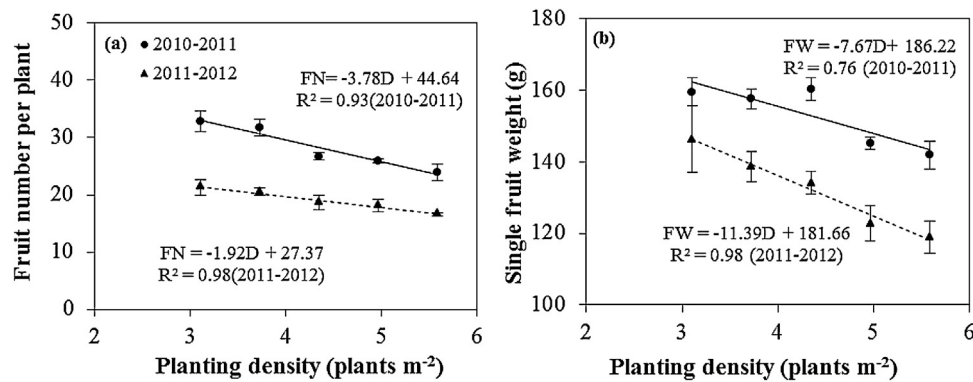 (a)
2010-2011
2011-2012
FN= -3.78D + 44.64
R² = 0.93(2010-2011)
FN = -1.92D + 27.37
R² = 0.98(2011-2012)
Fruit number per plant
50
40
30
20
10
0
2 3 4 5 6
Planting density (plants m⁻²)
(b)
FW = -7.67D+ 186.22
R² = 0.76 (2010-2011)
FW = -11.39D + 181.66
R² = 0.98 (2011-2012)
Single fruit weight (g)
180
160
140
120
100
2 3 4 5 6
Planting density (plants m⁻²)